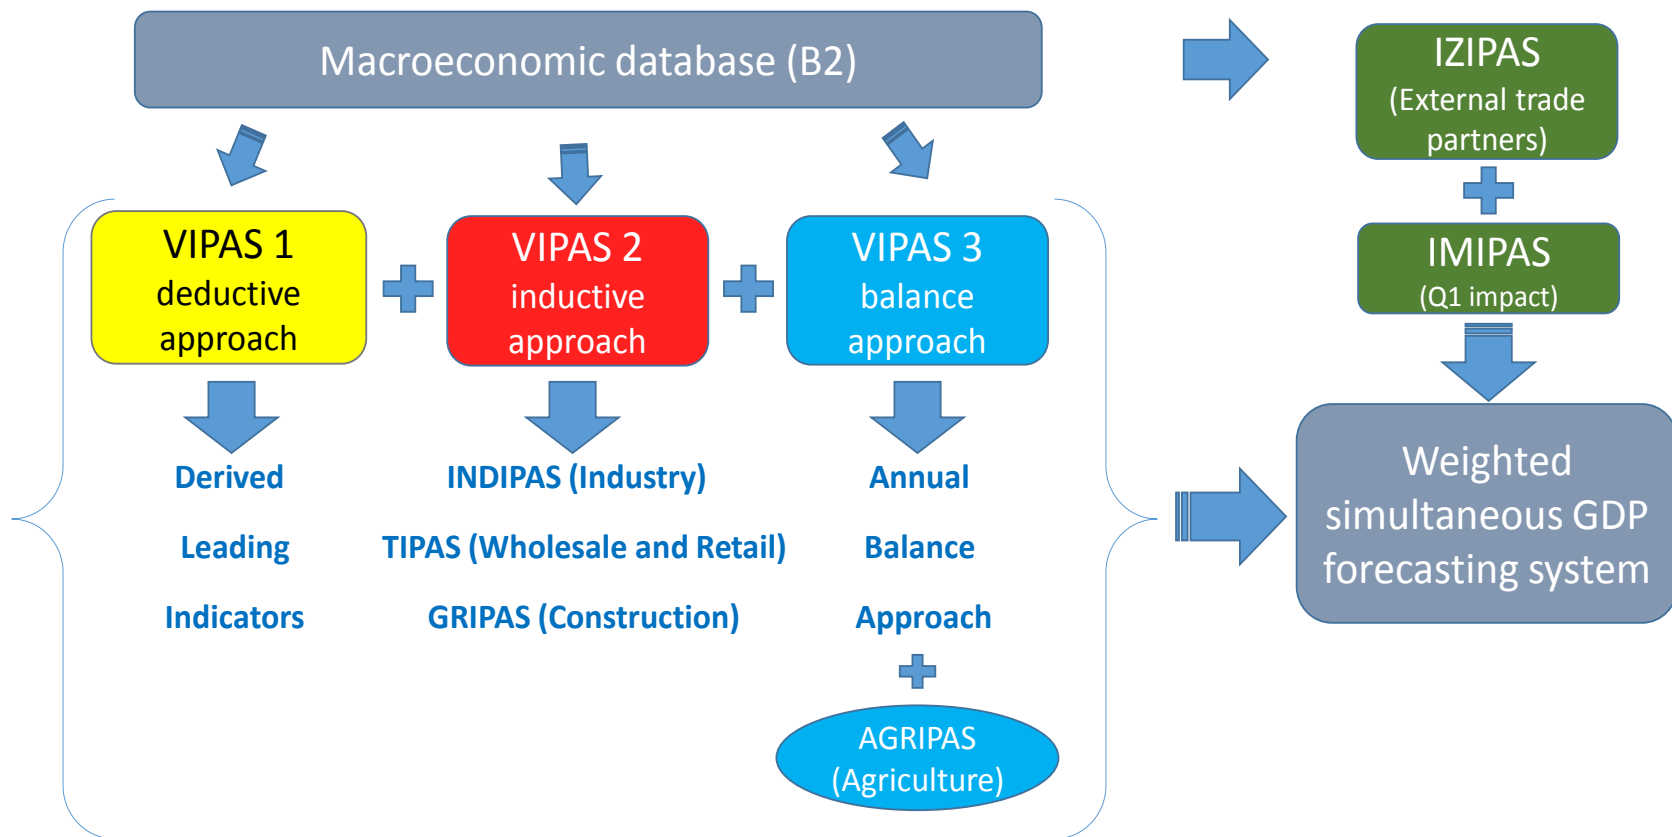 Macroeconomic database (B2)
IZIPAS
(External trade
partners)
VIPAS 1
deductive
approach
VIPAS 2
inductive
approach
VIPAS 3
balance
approach
IMIPAS
(Q1 impact)
Derived
Leading
Indicators
INDIPAS (Industry)
TIPAS (Wholesale and Retail)
GRIPAS (Construction)
Annual
Balance
Approach
AGRIPAS
(Agriculture)
Weighted
simultaneous GDP
forecasting system